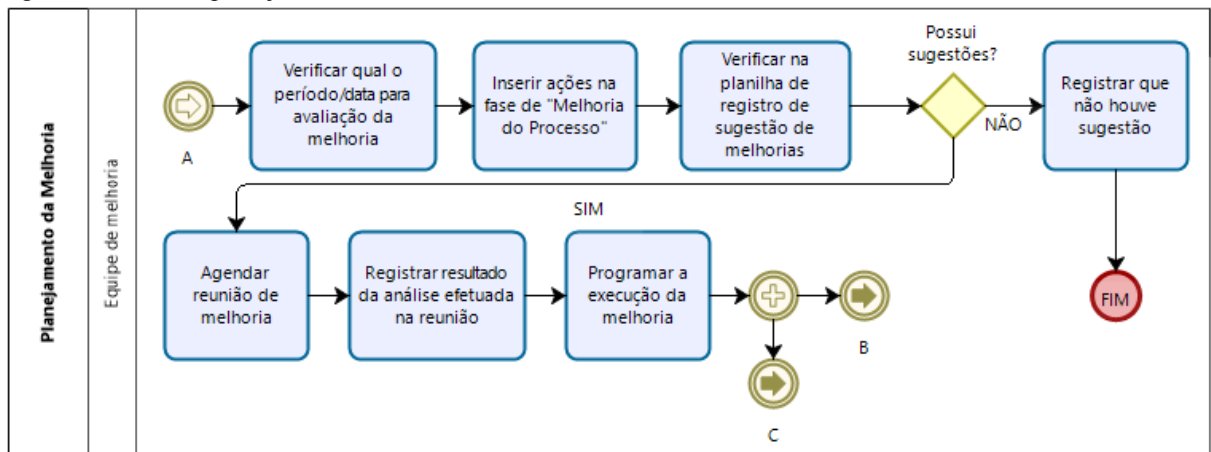 Planejamento da Melhoria
Equipe de melhoria
A
Verificar qual o
período/data para
avaliação da
melhoria
Inserir ações na
fase de "Melhoria
do Processo"
Verificar na
planilha de
registro de
sugestão de
melhorias
Possui
sugestões?
NÃO
Registrar que
não houve
sugestão
FIM
SIM
Agendar
reunião de
melhoria
Registrar resultado
da análise efetuada
na reunião
Programar a
execução da
melhoria
B
C